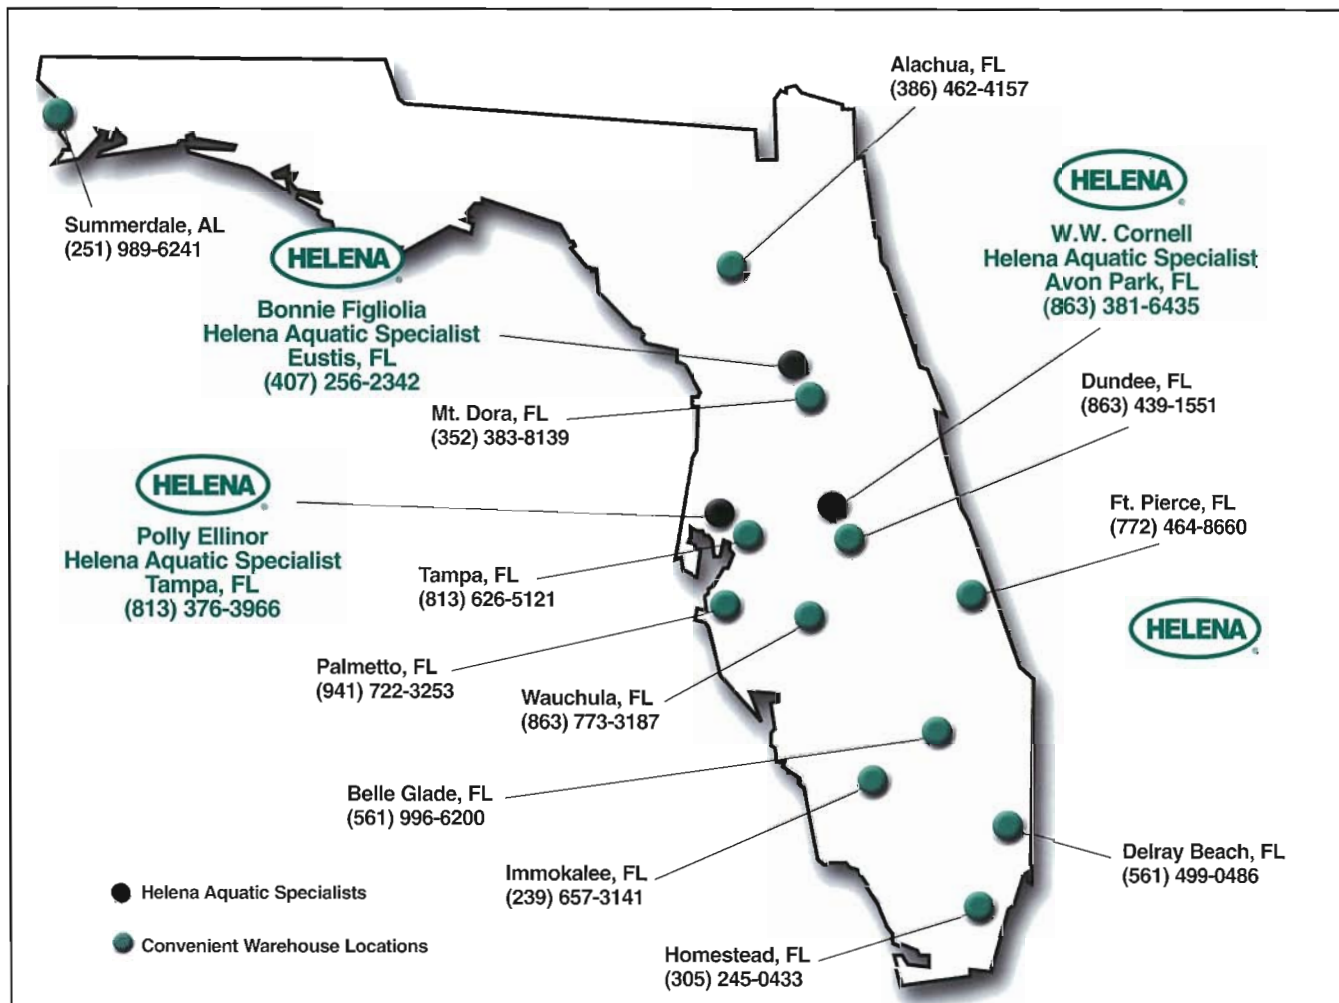 Alachua, FL
(386) 462-4157
HELENA
W.W. Cornell
Helena Aquatic Specialist
Avon Park, FL
(863) 381-6435
Summerdale, AL
(251) 989-6241
HELENA
Bonnie Figliolia
Helena Aquatic Specialist
Eustis, FL
(407) 256-2342
Dundee, FL
(863) 439-1551
Mt. Dora, FL
(352) 383-8139
HELENA
Polly Ellinor
Helena Aquatic Specialist
Tampa, FL
(813) 376-3966
Ft. Pierce, FL
(772) 464-8660
Tampa, FL
(813) 626-5121
HELENA
Palmetto, FL
(941) 722-3253
Wauchula, FL
(863) 773-3187
Belle Glade, FL
(561) 996-6200
Delray Beach, FL
(561) 499-0486
Immokalee, FL
(239) 657-3141
Homestead, FL
(305) 245-0433
Helena Aquatic Specialists
Convenient Warehouse Locations